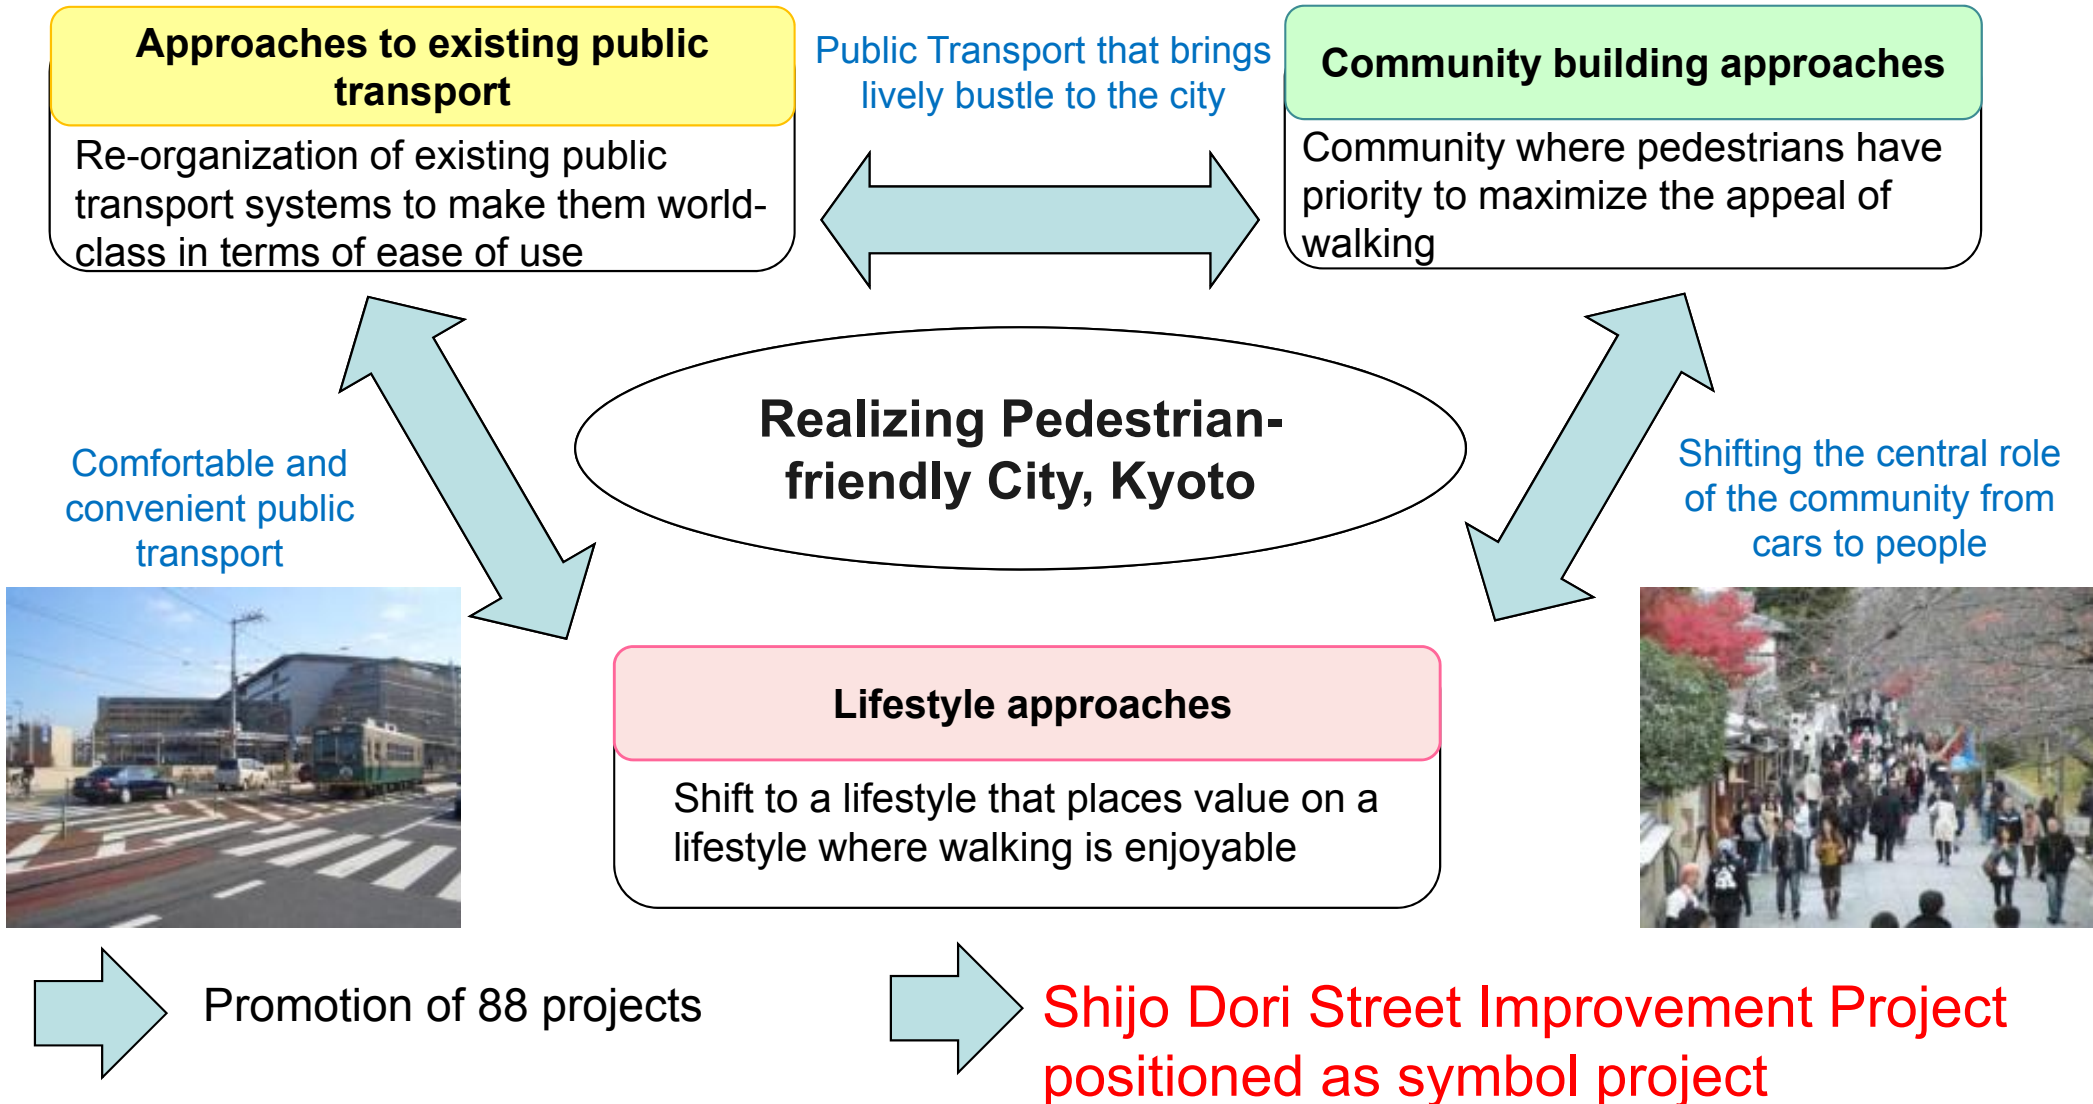 Approaches to existing public
transport
Re-organization of existing public
transport systems to make them world-
class in terms of ease of use
Public Transport that brings
lively bustle to the city
Community building approaches
Community where pedestrians have
priority to maximize the appeal of
walking
Realizing Pedestrian-
friendly City, Kyoto
Comfortable and
convenient public
transport
Shifting the central role
of the community from
cars to people
Lifestyle approaches
Shift to a lifestyle that places value on a
lifestyle where walking is enjoyable
Promotion of 88 projects
Shijo Dori Street Improvement Project
positioned as symbol project